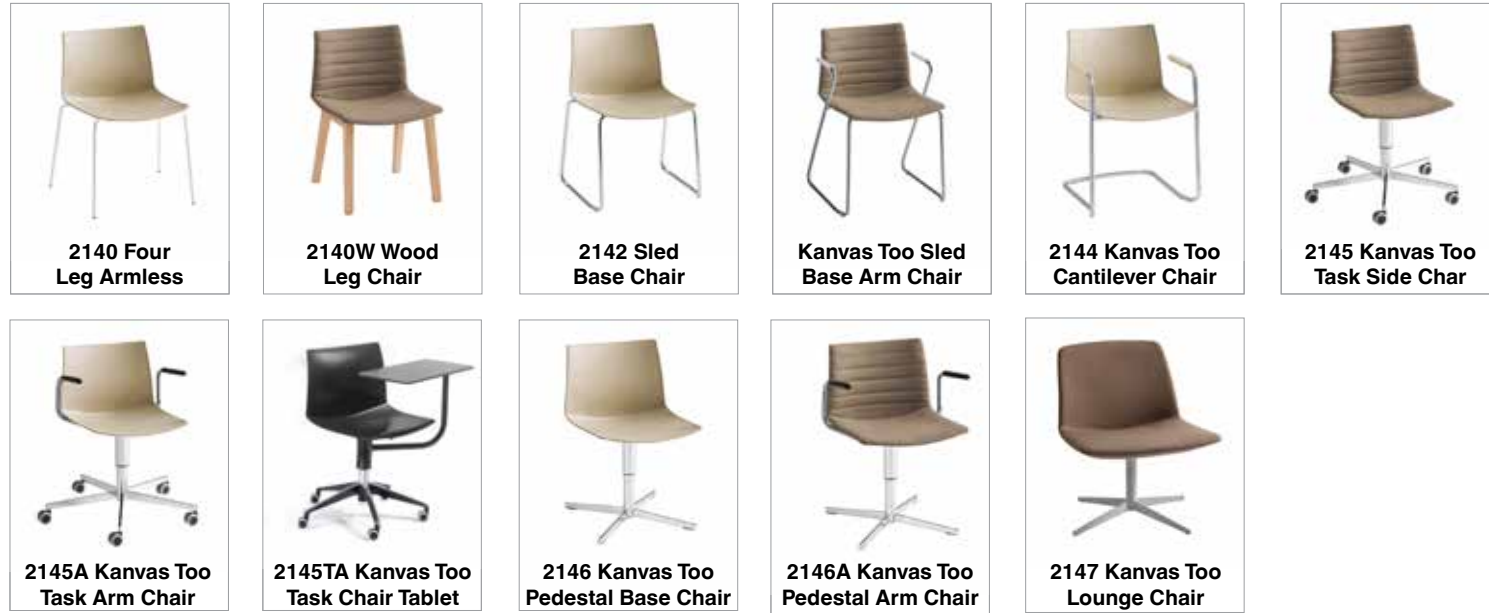 2140 Four
Leg Armless
2140W Wood
Leg Chair
2142 Sled
Base Chair
Kanvas Too Sled
Base Arm Chair
2144 Kanvas Too
Cantilever Chair
2145 Kanvas Too
Task Side Char
2145A Kanvas Too
Task Arm Chair
2145TA Kanvas Too
Task Chair Tablet
2146 Kanvas Too
Pedestal Base Chair
2146A Kanvas Too
Pedestal Arm Chair
2147 Kanvas Too
Lounge Chair